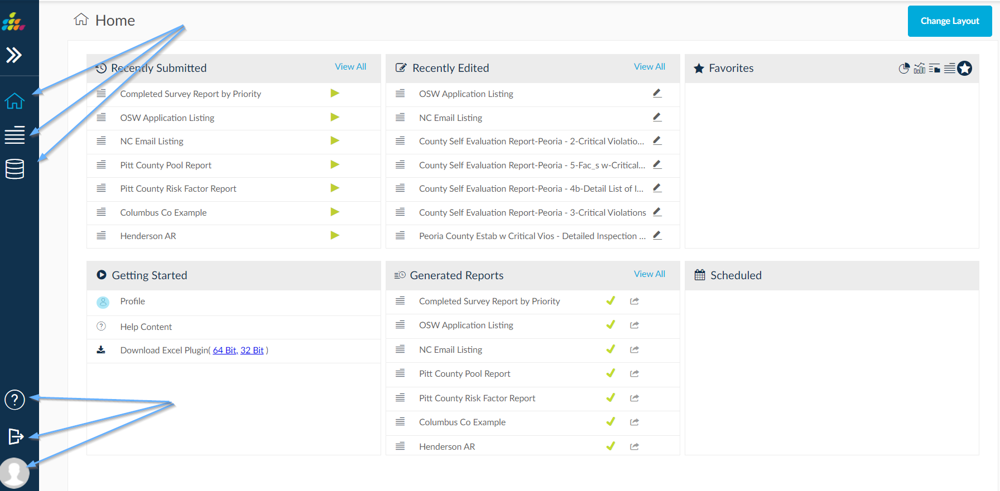 Home
Change Layout
Recently Submitted View All
Completed Survey Report by Priority
OSW Application Listing
NC Email Listing
Pitt County Pool Report
Pitt County Risk Factor Report
Columbus Co Example
Henderson AR
Recently Edited View All
OSW Application Listing
NC Email Listing
County Self Evaluation Report-Peoria - 2-Critical Violatio...
County Self Evaluation Report-Peoria - 5-Fac_s w-Critical...
County Self Evaluation Report-Peoria - 4b-Detail List of I...
County Self Evaluation Report-Peoria - 3-Critical Violations
Peoria County Estab w Critical Vios - Detailed Inspection ...
Favorites
Getting Started
Profile
? Help Content
Download Excel Plugin( 64 Bit, 32 Bit )
Generated Reports View All
Completed Survey Report by Priority
OSW Application Listing
NC Email Listing
Pitt County Pool Report
Pitt County Risk Factor Report
Columbus Co Example
Henderson AR
Scheduled
?